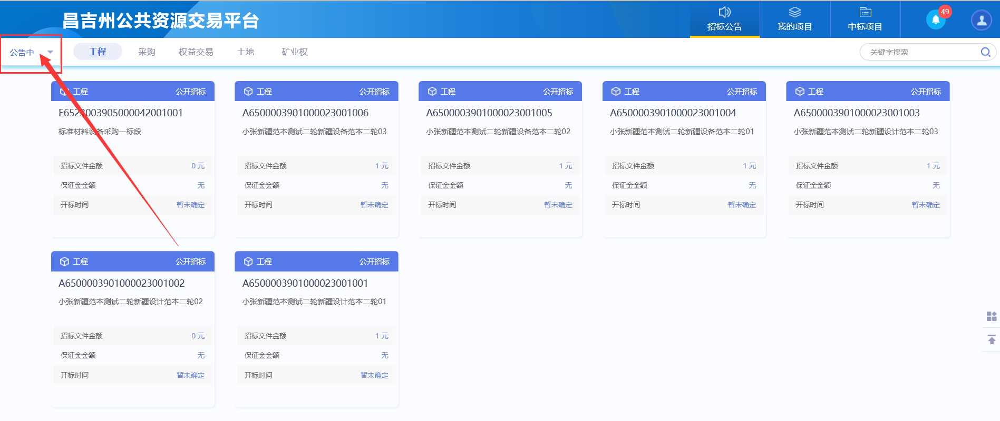 昌吉州公共资源交易平台
招标公告
我的项目
中标项目
49
公告中
工程
采购
权益交易
土地
矿业权
关键字搜索
工程 公开招标
E6523003905000042001001
标准材料设备采购一标段
招标文件金额 0 元
保证金金额 无
开标时间 暂未确定
工程 公开招标
A6500003901000023001006
小张新疆范本测试二轮新疆设备范本二轮03
招标文件金额 1 元
保证金金额 无
开标时间 暂未确定
工程 公开招标
A6500003901000023001005
小张新疆范本测试二轮新疆设备范本二轮02
招标文件金额 1 元
保证金金额 无
开标时间 暂未确定
工程 公开招标
A6500003901000023001004
小张新疆范本测试二轮新疆设备范本二轮01
招标文件金额 1 元
保证金金额 无
开标时间 暂未确定
工程 公开招标
A6500003901000023001003
小张新疆范本测试二轮新疆设计范本二轮03
招标文件金额 1 元
保证金金额 无
开标时间 暂未确定
工程 公开招标
A6500003901000023001002
小张新疆范本测试二轮新疆设计范本二轮02
招标文件金额 0 元
保证金金额 无
开标时间 暂未确定
工程 公开招标
A6500003901000023001001
小张新疆范本测试二轮新疆设计范本二轮01
招标文件金额 1 元
保证金金额 无
开标时间 暂未确定